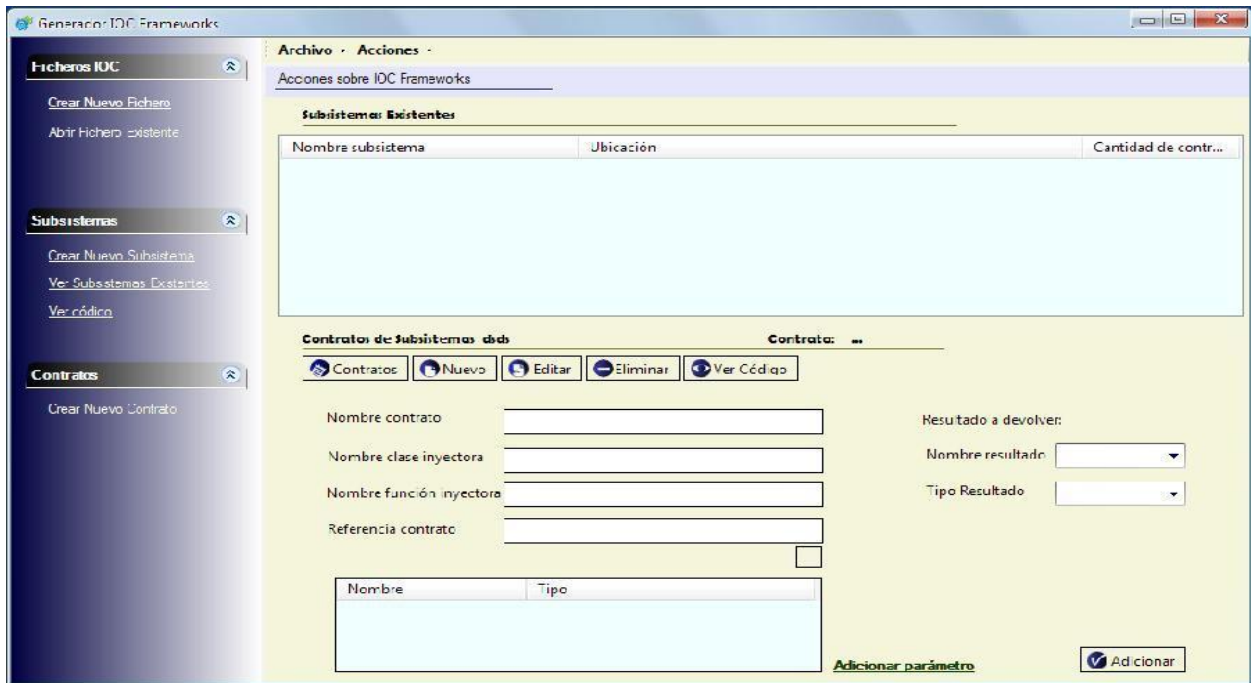 Generador IOC Frameworks
Ficheros IOC
Crear Nuevo Fichero
Abrir Fichero Existente
Subsistemas
Crear Nuevo Subsistema
Ver Subsistemas Existentes
Ver código
Contratos
Crear Nuevo Contrato
Archivo - Acciones -
Acciones sobre IOC Frameworks
Subsistemas Existentes
Nombre subsistema Ubicación Cantidad de contr...
Contratos de Subsistemas dsds Contrato: ...
Contratos Nuevo Editar Eliminar Ver Código
Nombre contrato
Nombre clase inyectora
Nombre función inyectora
Referencia contrato
Resultado a devolver:
Nombre resultado
Tipo Resultado
Nombre Tipo
Adicionar parámetro
Adicionar